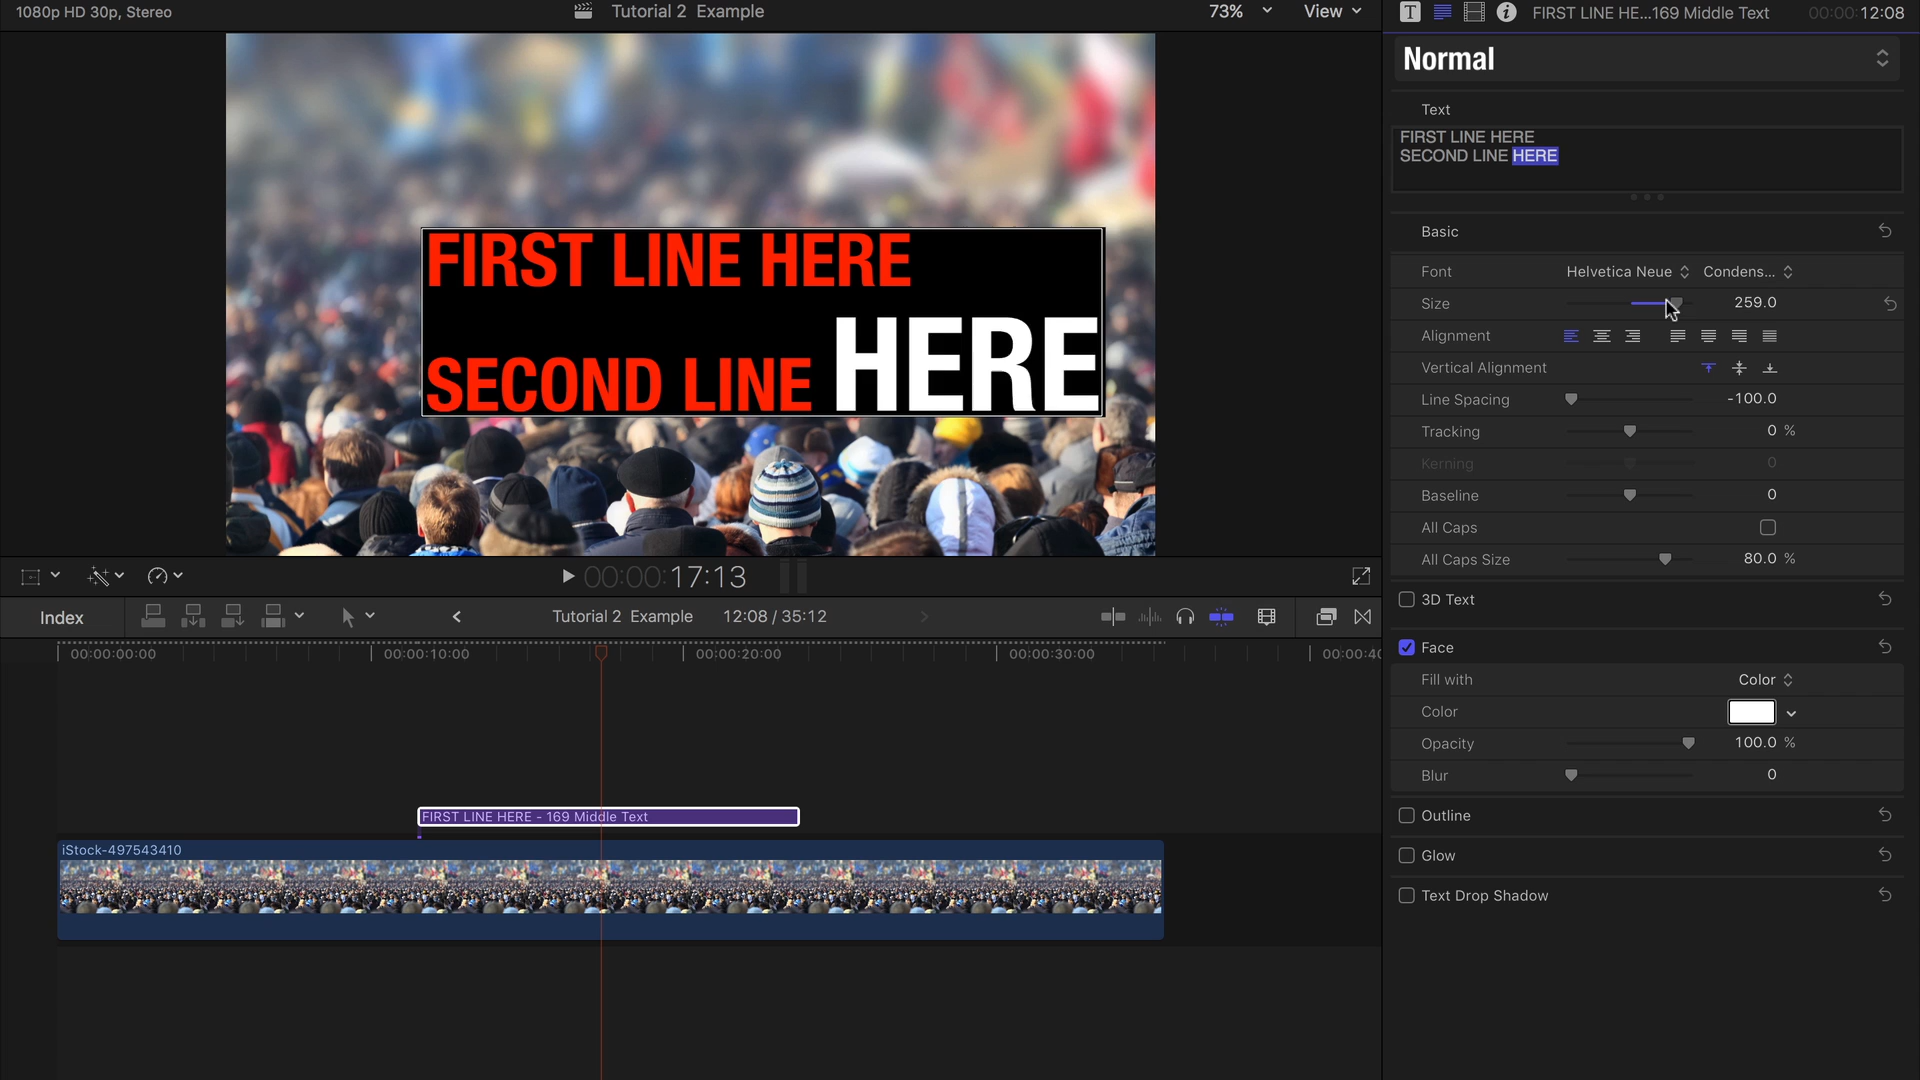 1080p HD 30p, Stereo
Tutorial 2 Example
73%
View
FIRST LINE HE...169 Middle Text
00:00:12:08
Normal
Text
FIRST LINE HERE
SECOND LINE HERE
Basic
Font
Helvetica Neue
Condens...
Size
259.0
Alignment
Vertical Alignment
Line Spacing
-100.0
Tracking
0 %
Kerning
0
Baseline
0
All Caps
All Caps Size
80.0 %
3D Text
Face
Fill with
Color
Color
Opacity
100.0 %
Blur
0
Outline
Glow
Text Drop Shadow
FIRST LINE HERE
SECOND LINE HERE
00:00:17:13
Index
Tutorial 2 Example
12:08 / 35:12
00:00:00:00
00:00:10:00
00:00:20:00
00:00:30:00
00:00:40
FIRST LINE HERE - 169 Middle Text
iStock-497543410